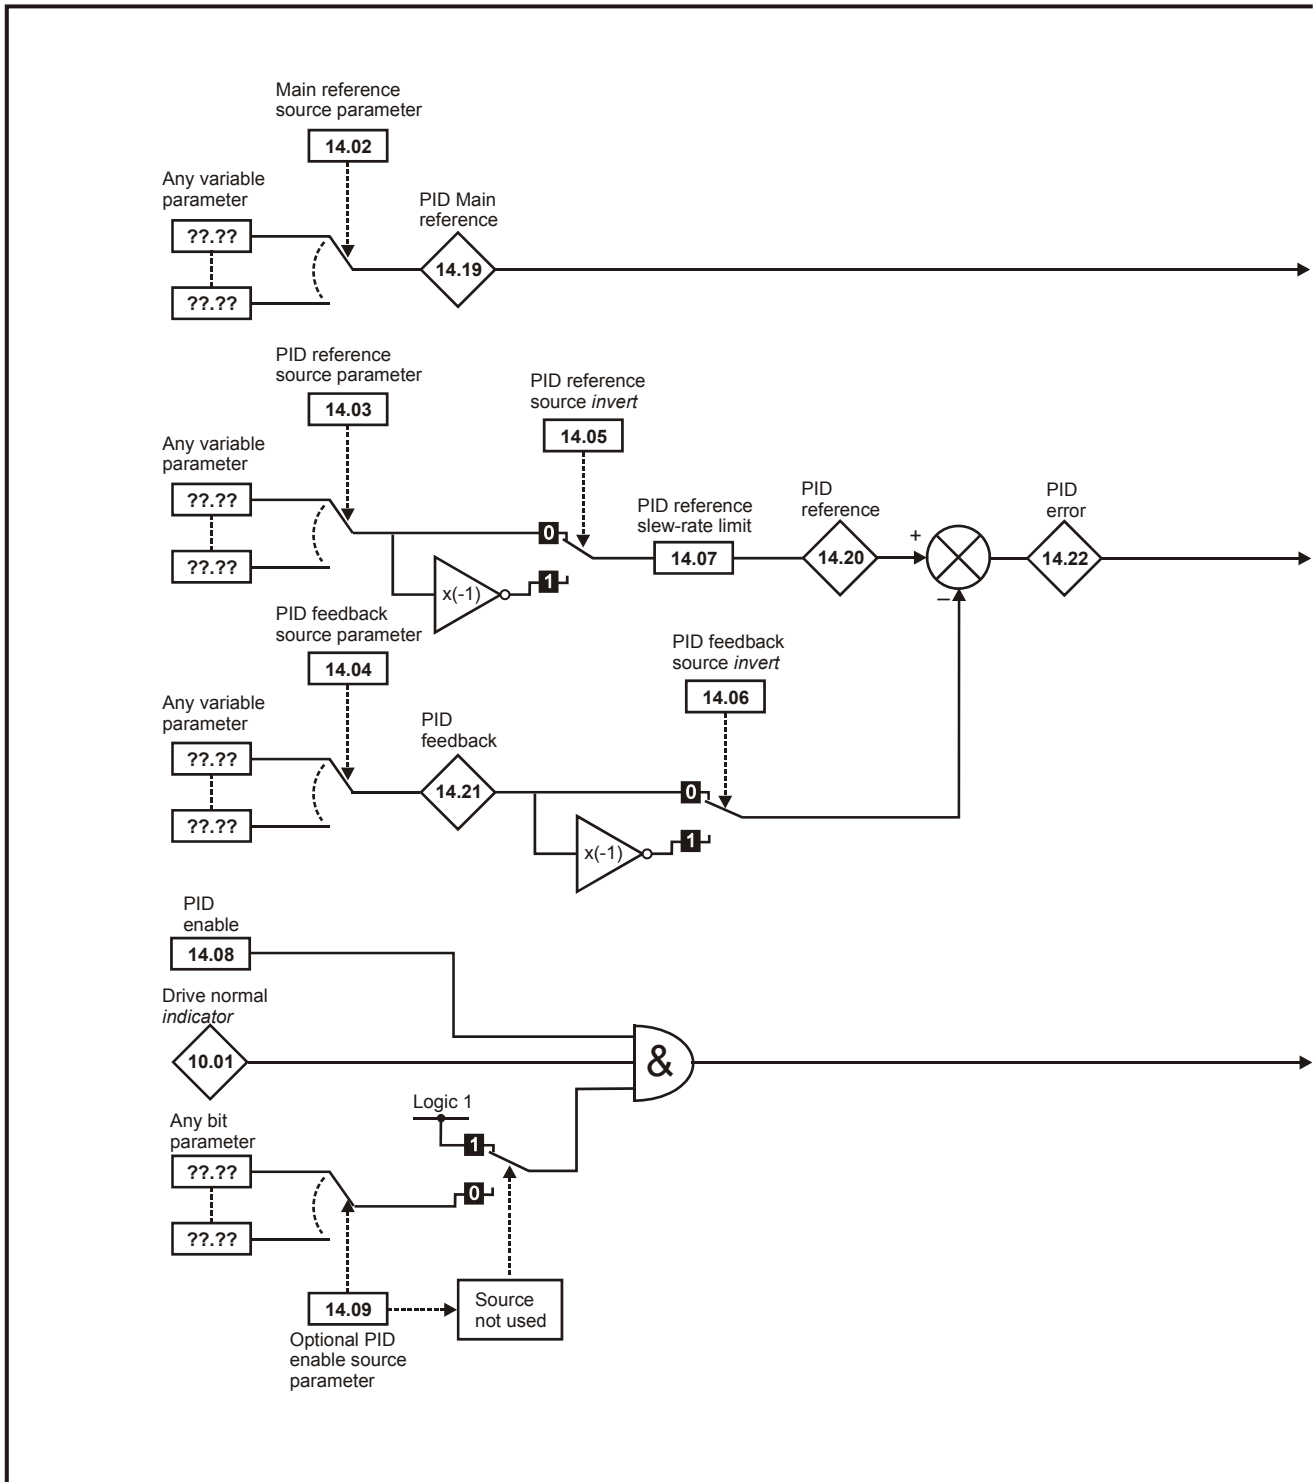 Main reference
source parameter
14.02
Any variable
parameter
??.??
??.??
PID Main
reference
14.19
PID reference
source parameter
14.03
Any variable
parameter
??.??
??.??
x(-1)
PID reference
source invert
14.05
0
1
PID reference
slew-rate limit
14.07
PID
reference
14.20
+
–
PID
error
14.22
PID feedback
source parameter
14.04
Any variable
parameter
??.??
??.??
PID
feedback
14.21
x(-1)
PID feedback
source invert
14.06
0
1
PID
enable
14.08
Drive normal
indicator
10.01
&
Logic 1
1
0
Any bit
parameter
??.??
??.??
14.09
Optional PID
enable source
parameter
Source
not used